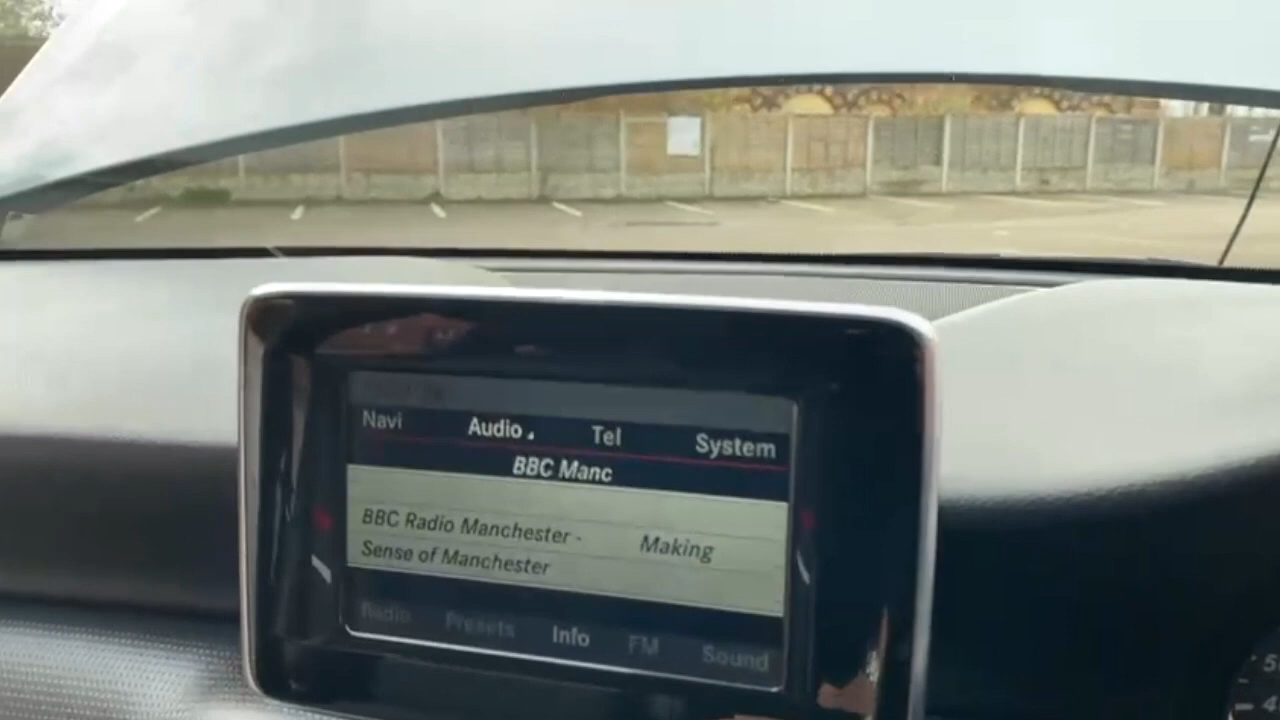 Navi Audio Tel System
BBC Manc
BBC Radio Manchester - Making
Sense of Manchester
Radio Presets Info FM Sound